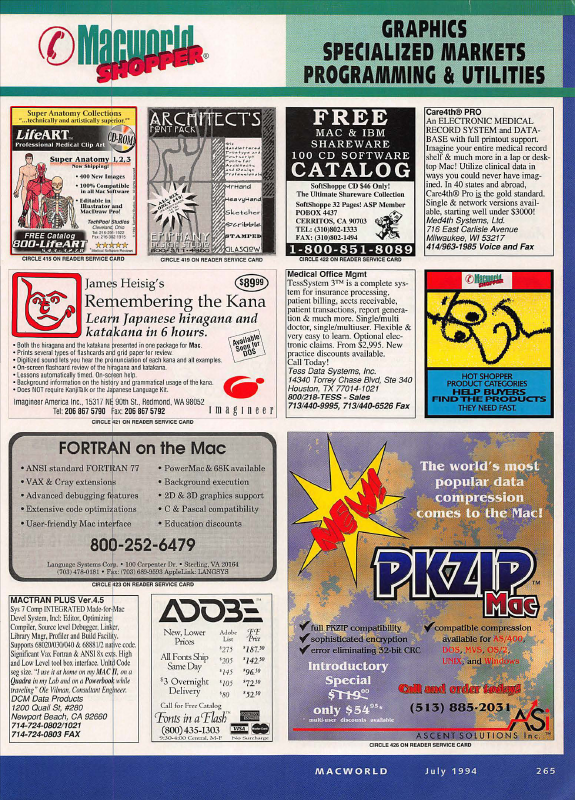 Macworld
SHOPPER®
GRAPHICS
SPECIALIZED MARKETS
PROGRAMMING & UTILITIES
Super Anatomy Collections
"...technically and artistically superior."
LifeART
CD-ROM
Professional Medical Clip Art
Super Anatomy 1, 2, 3
Now Shipping!
• 400 New Images
• 100% Compatible
in all Mac Software
• Editable in
Illustrator and
MacDraw Pro!
TechPool Studios
Cleveland, Ohio
FREE Catalog
800-LifeART
CIRCLE 415 ON READER SERVICE CARD
ARCHITECT'S
FONT PACK
MrHand
HeavyHand
Sketcher
Scribble
STAMPED
EPIPHANY
DESIGN STUDIO
CIRCLE 419 ON READER SERVICE CARD
FREE
MAC & IBM
SHAREWARE
100 CD SOFTWARE
CATALOG
SoftShoppe CD $46 Only!
The Ultimate Shareware Collection
SoftShoppe 32 Pages! ASP Member
POBOX 4437
CERRITOS, CA 90703
TEL: (310)802-1333
FAX: (310)802-1494
1-800-851-8089
CIRCLE 422 ON READER SERVICE CARD
Care4th® PRO
An ELECTRONIC MEDICAL
RECORD SYSTEM and DATA-
BASE with full printout support.
Imagine your entire medical record
shelf & much more in a lap or desk-
top Mac! Utilize clinical data in
ways you could never have imag-
ined. In 40 states and abroad,
Care4th® Pro is the gold standard.
Single & network versions avail-
able, starting well under $3000!
Med4th Systems, Ltd.
716 East Carlisle Avenue
Milwaukee, WI 53217
414/963-1985 Voice and Fax
James Heisig's
$89⁹⁹
Remembering the Kana
Learn Japanese hiragana and
katakana in 6 hours.
Available
Soon for
DOS
• Both the hiragana and the katakana presented in one package for Mac.
• Prints several types of flashcards and grid paper for review.
• Digitized sound lets you hear the pronunciation of each kana and all examples.
• On-screen flashcard review of the hiragana and katakana.
• Lessons automatically timed. On-screen help.
• Background information on the history and grammatical usage of the kana.
• Does NOT require KanjiTalk or the Japanese Language Kit.
Imagineer America Inc., 15317 NE 90th St., Redmond, WA 98052
Tel: 206 867 5790 Fax: 206 867 5792
imagineer
CIRCLE 421 ON READER SERVICE CARD
Medical Office Mgmt
TessSystem 3™ is a complete sys-
tem for insurance processing,
patient billing, accts receivable,
patient transactions, report genera-
tion & much more. Single/multi
doctor, single/multiuser. Flexible &
very easy to learn. Optional elec-
tronic claims. From $2,995. New
practice discounts available.
Call Today!
Tess Data Systems, Inc.
14340 Torrey Chase Blvd, Ste 340
Houston, TX 77014-1021
800/218-TESS - Sales
713/440-9995, 713/440-6526 Fax
Macworld
SHOPPER
HOT SHOPPER
PRODUCT CATEGORIES
HELP BUYERS
FIND THE PRODUCTS
THEY NEED FAST.
FORTRAN on the Mac
• ANSI standard FORTRAN 77
• VAX & Cray extensions
• Advanced debugging features
• Extensive code optimizations
• User-friendly Mac interface
• PowerMac & 68K available
• Background execution
• 2D & 3D graphics support
• C & Pascal compatibility
• Education discounts
800-252-6479
Language Systems Corp. • 100 Carpenter Dr. • Sterling, VA 20164
(703) 478-0181 • Fax: (703) 689-9593 AppleLink: LANGSYS
CIRCLE 423 ON READER SERVICE CARD
MACTRAN PLUS Ver.4.5
Sys 7 Comp INTEGRATED Made-for-Mac
Devel System, Incl: Editor, Optimizing
Compiler, Source level Debugger, Linker,
Library Mngr, Profiler and Build Facility.
Supports 68020/030/040 & 68881/2 native code.
Significant Vax Fortran & ANSI 8x exts. High
and Low Level tool box interface. Unltd Code
seg size. "I use it at home on my MAC II, on a
Quadra in my Lab and on a Powerbook while
traveling" Ole Vilman, Consultant Engineer.
DCM Data Products
1200 Quail St, #280
Newport Beach, CA 92660
714-724-0802/1021
714-724-0803 FAX
ADOBE™
New, Lower
Prices
Adobe
List
FF
Price
$275 $187.50
All Fonts Ship
Same Day
$205 $142.50
$145 $96.50
$3 Overnight
Delivery
$105 $72.50
$80 $52.50
Call for Free Catalog
Fonts in a Flash™
(800) 435-1303
9:30-4:00 Central, M-F
No Surcharge
NEW!
The world's most
popular data
compression
comes to the Mac!
PKZIP™
Mac
✓ full PKZIP compatibility
✓ sophisticated encryption
✓ error eliminating 32-bit CRC
✓ compatible compression
available for AS/400,
DOS, MVS, OS/2,
UNIX, and Windows
Introductory
Special
$119⁰⁰
only $54⁹⁵*
multi-user discounts available
Call and order today!
(513) 885-2031
ASi
ASCENT SOLUTIONS Inc.™
CIRCLE 426 ON READER SERVICE CARD
MACWORLD July 1994 265